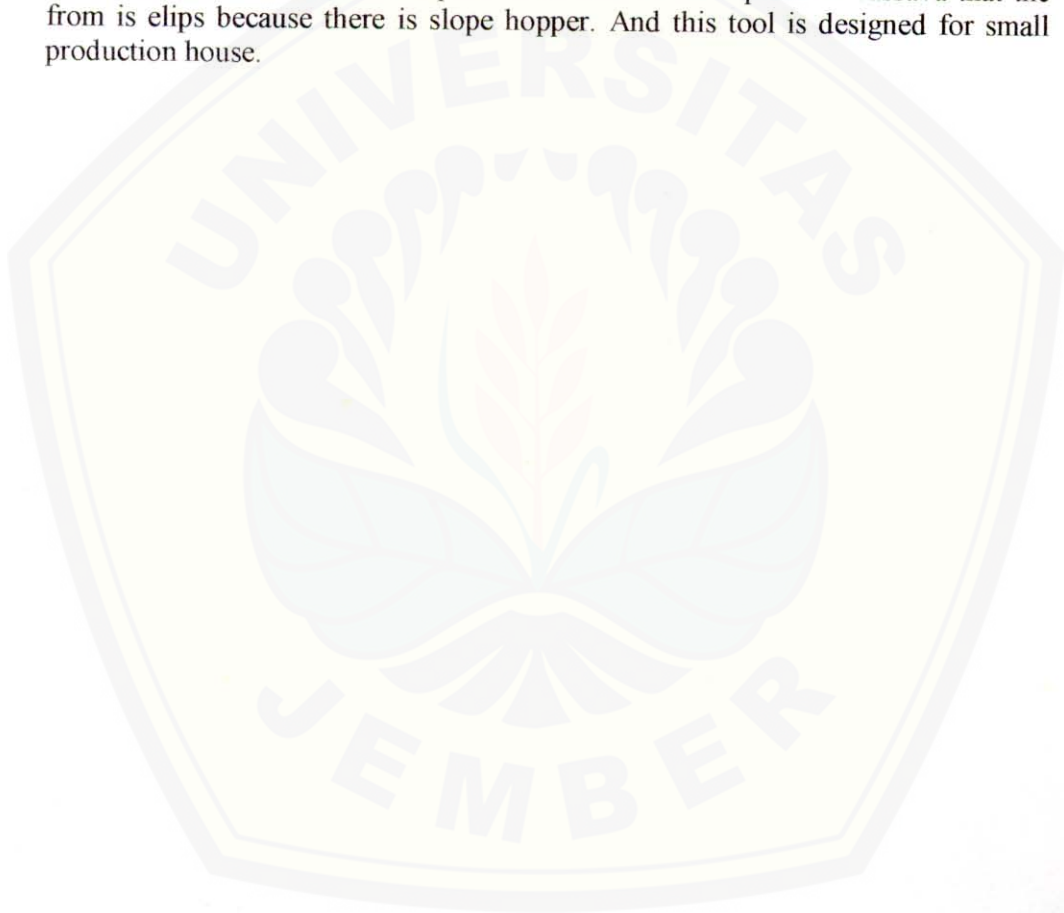 from is elips because there is slope hopper. And this tool is designed for small
production house.
UNIVERSITAS
JEMBER